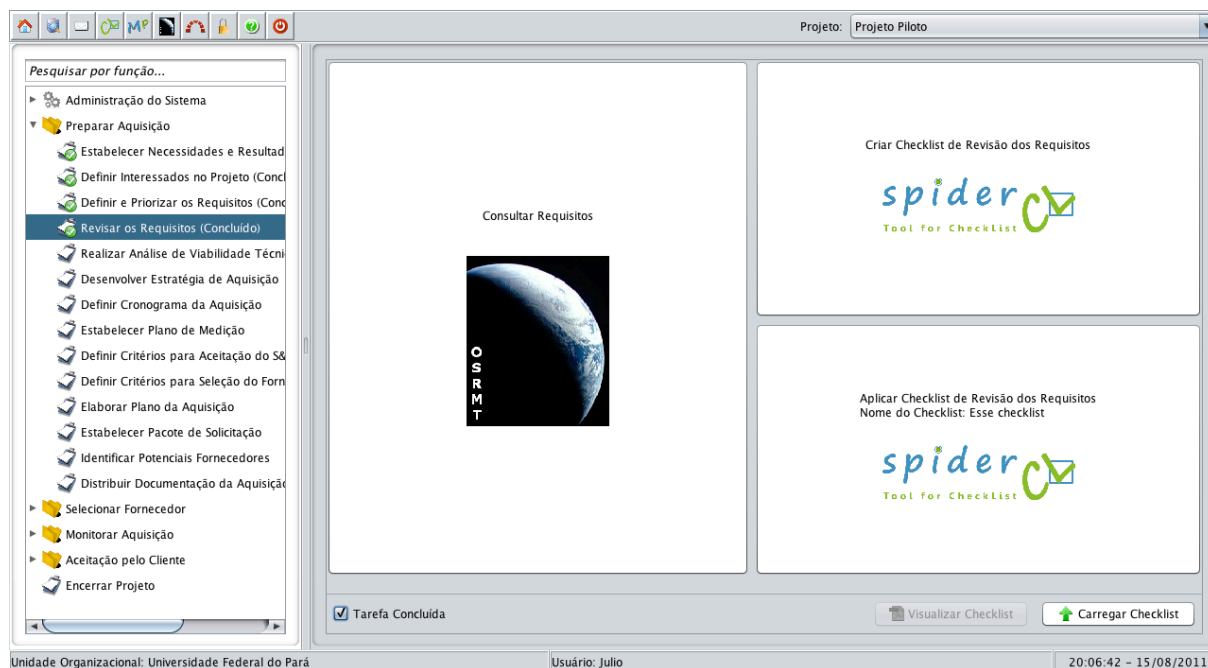 Projeto:
Projeto Piloto
Pesquisar por função...
Administração do Sistema
Preparar Aquisição
Estabelecer Necessidades e Resultad
Definir Interessados no Projeto (Concl
Definir e Priorizar os Requisitos (Conc
Revisar os Requisitos (Concluído)
Realizar Análise de Viabilidade Técni
Desenvolver Estratégia de Aquisição
Definir Cronograma da Aquisição
Estabelecer Plano de Medição
Definir Critérios para Aceitação do S&
Definir Critérios para Seleção do Forn
Elaborar Plano da Aquisição
Estabelecer Pacote de Solicitação
Identificar Potenciais Fornecedores
Distribuir Documentação da Aquisição
Selecionar Fornecedor
Monitorar Aquisição
Aceitação pelo Cliente
Encerrar Projeto
Consultar Requisitos
OSRMT
Criar Checklist de Revisão dos Requisitos
spider CV
Tool for CheckList
Aplicar Checklist de Revisão dos Requisitos
Nome do Checklist: Esse checklist
spider CV
Tool for CheckList
Tarefa Concluída
Visualizar Checklist
Carregar Checklist
Unidade Organizacional: Universidade Federal do Pará
Usuário: Julio
20:06:42 - 15/08/2011